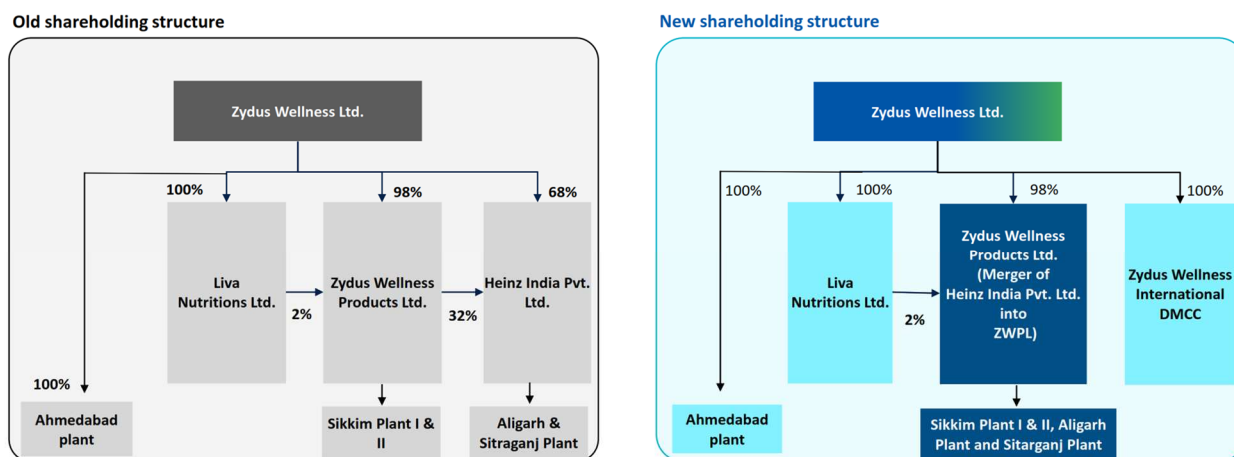 Old shareholding structure
Zydus Wellness Ltd.
100%
98%
68%
Liva
Nutritions Ltd.
2%
Zydus Wellness
Products Ltd.
32%
Heinz India Pvt.
Ltd.
100%
Ahmedabad
plant
Sikkim Plant I &
II
Aligarh &
Sitraganj Plant
New shareholding structure
Zydus Wellness Ltd.
100%
100%
98%
100%
Liva
Nutritions Ltd.
2%
Zydus Wellness
Products Ltd.
(Merger of
Heinz India Pvt. Ltd.
into
ZWPL)
Zydus Wellness
International
DMCC
Ahmedabad
plant
Sikkim Plant I & II, Aligarh
Plant and Sitarganj Plant